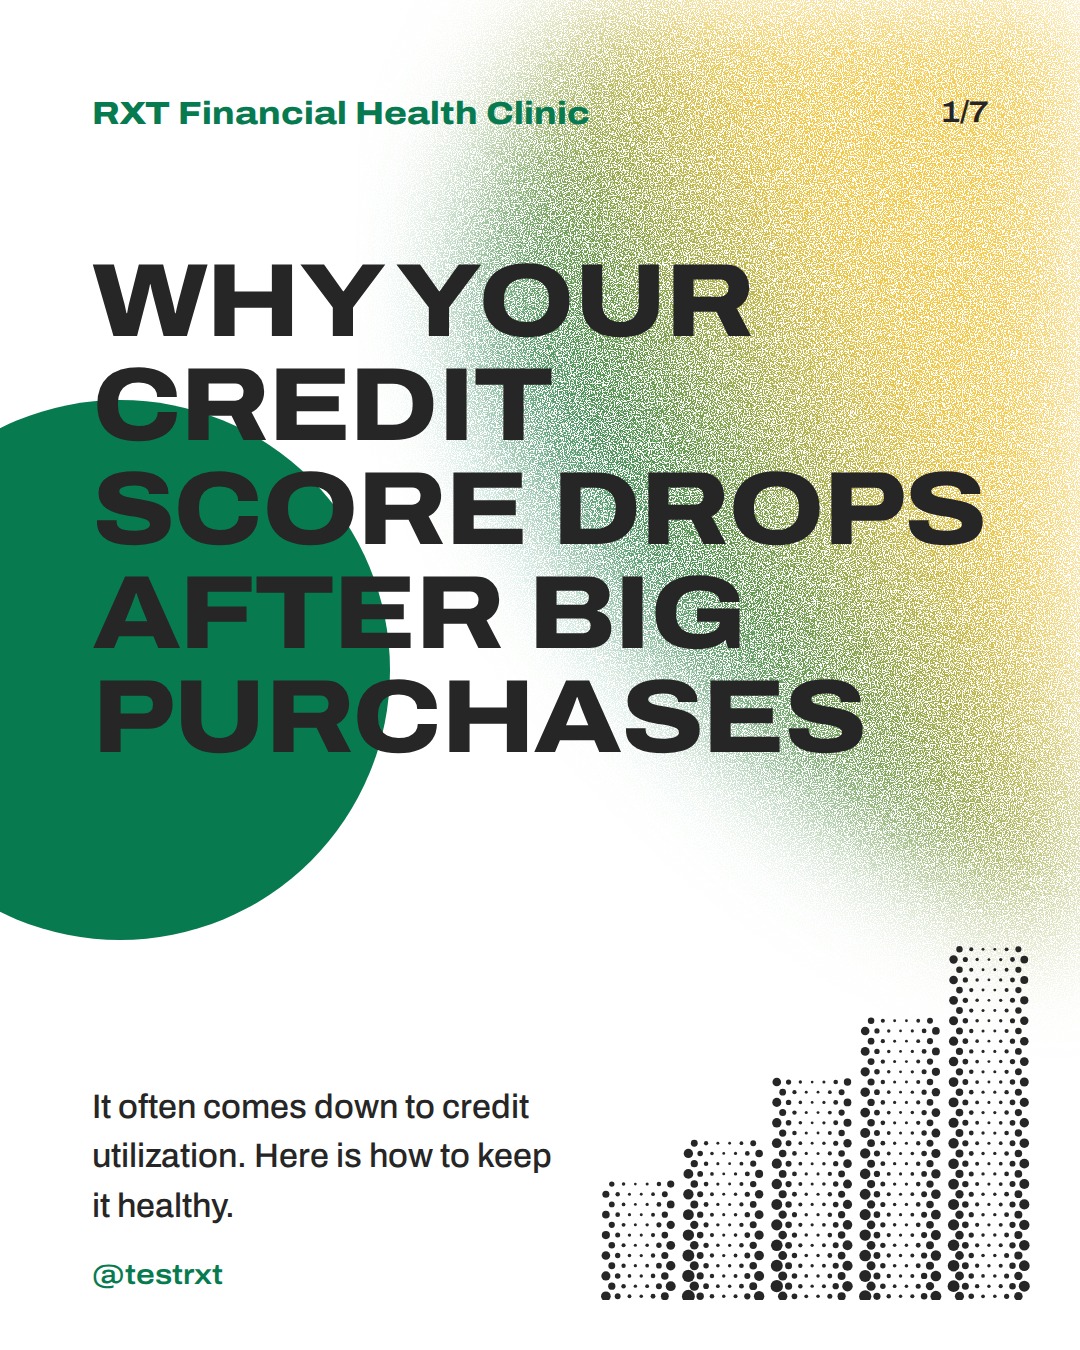 RXT Financial Health Clinic
1/7
WHY YOUR
CREDIT
SCORE DROPS
AFTER BIG
PURCHASES
It often comes down to credit
utilization. Here is how to keep
it healthy.
@testrxt